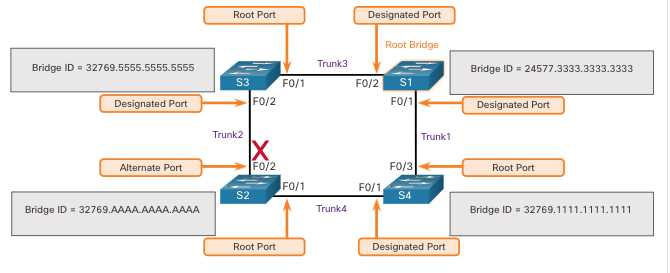 Root Port
Designated Port
Root Bridge
Bridge ID = 32769.5555.5555.5555
Trunk3
Bridge ID = 24577.3333.3333.3333
S3
F0/1
F0/2
S1
Designated Port
F0/2
F0/1
Designated Port
Trunk2
Trunk1
X
Alternate Port
F0/2
F0/3
Root Port
S2
F0/1
F0/1
S4
Bridge ID = 32769.AAAA.AAAA.AAAA
Trunk4
Bridge ID = 32769.1111.1111.1111
Root Port
Designated Port